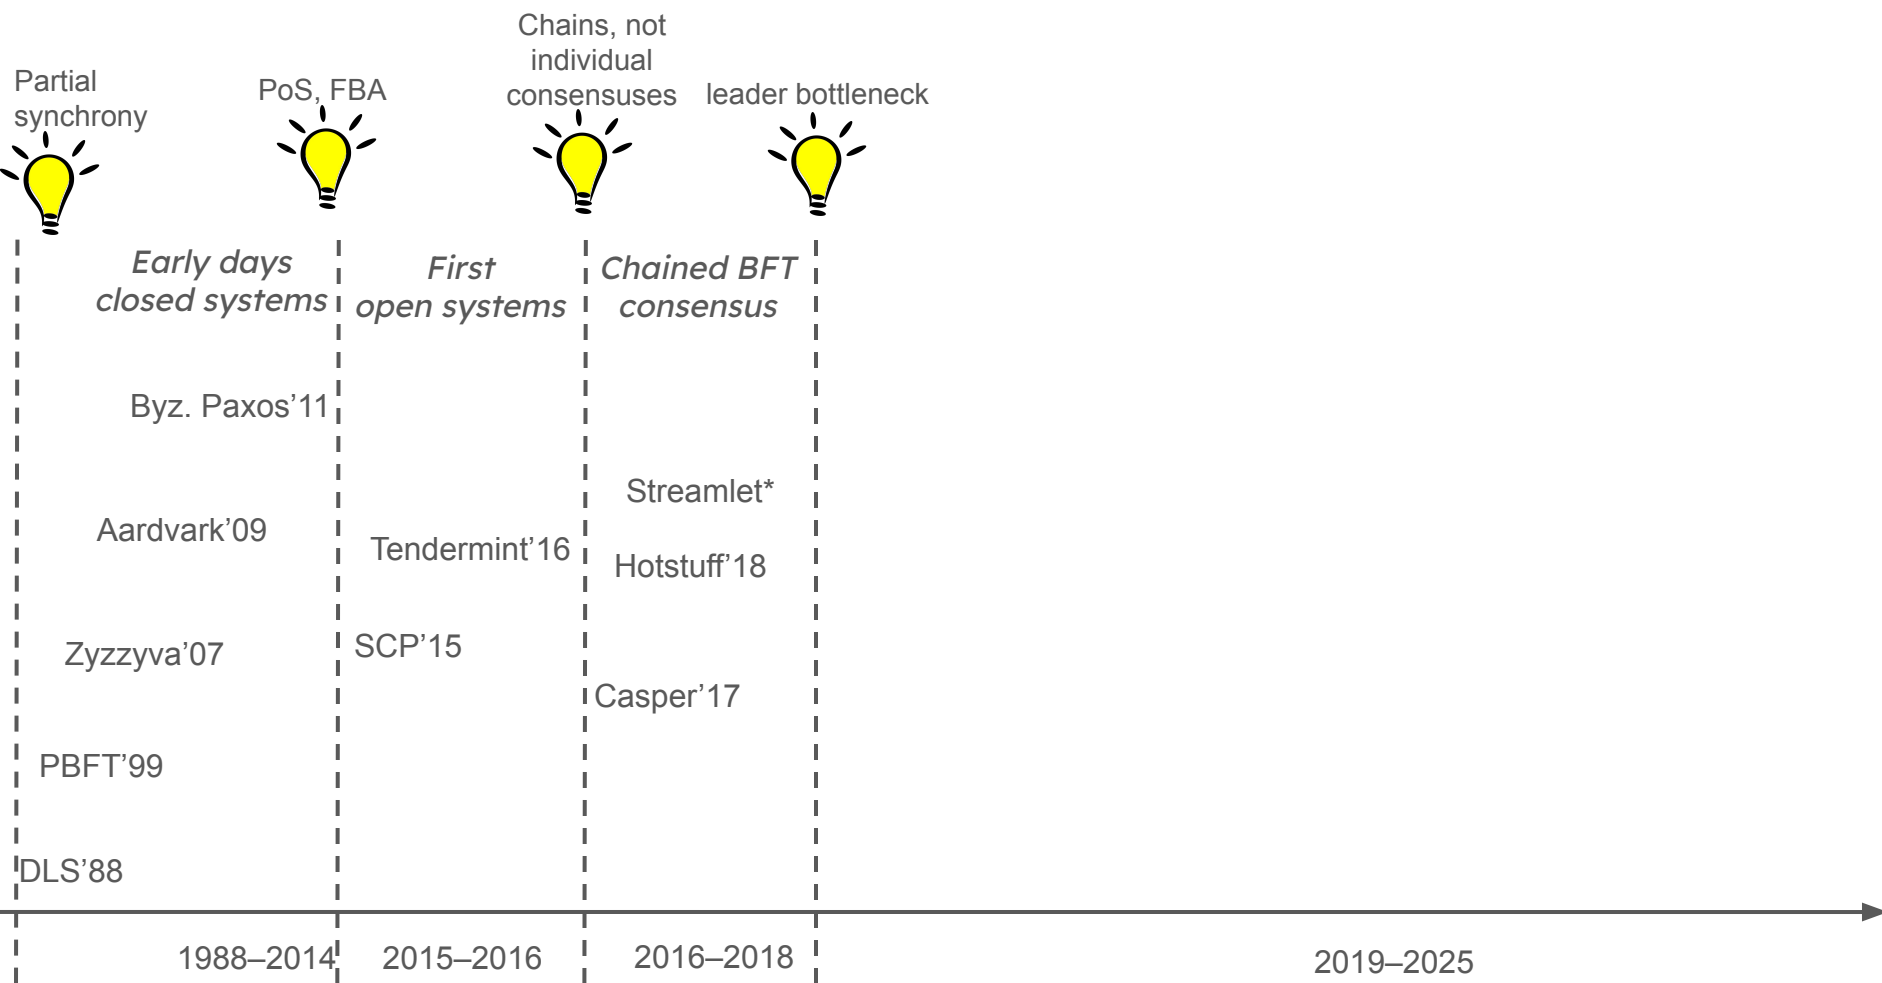 Partial
synchrony
PoS, FBA
Chains, not
individual
consensuses
leader bottleneck
Early days
closed systems
First
open systems
Chained BFT
consensus
Byz. Paxos’11
Streamlet*
Aardvark’09
Tendermint’16
Hotstuff’18
Zyzzyva’07
SCP’15
Casper’17
PBFT’99
DLS’88
1988–2014
2015–2016
2016–2018
2019–2025